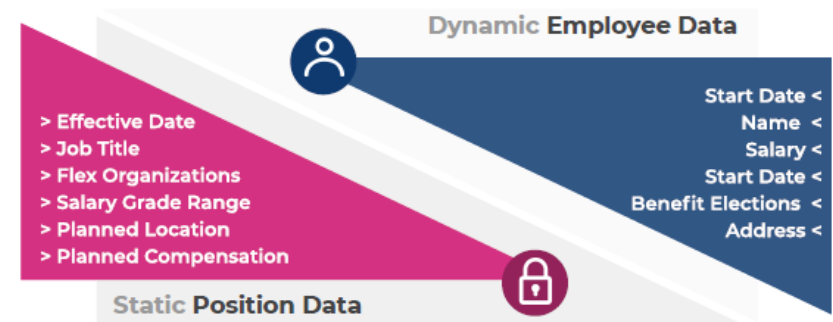 Dynamic Employee Data
Start Date <
Name <
Salary <
Start Date <
Benefit Elections <
Address <
> Effective Date
> Job Title
> Flex Organizations
> Salary Grade Range
> Planned Location
> Planned Compensation
Static Position Data